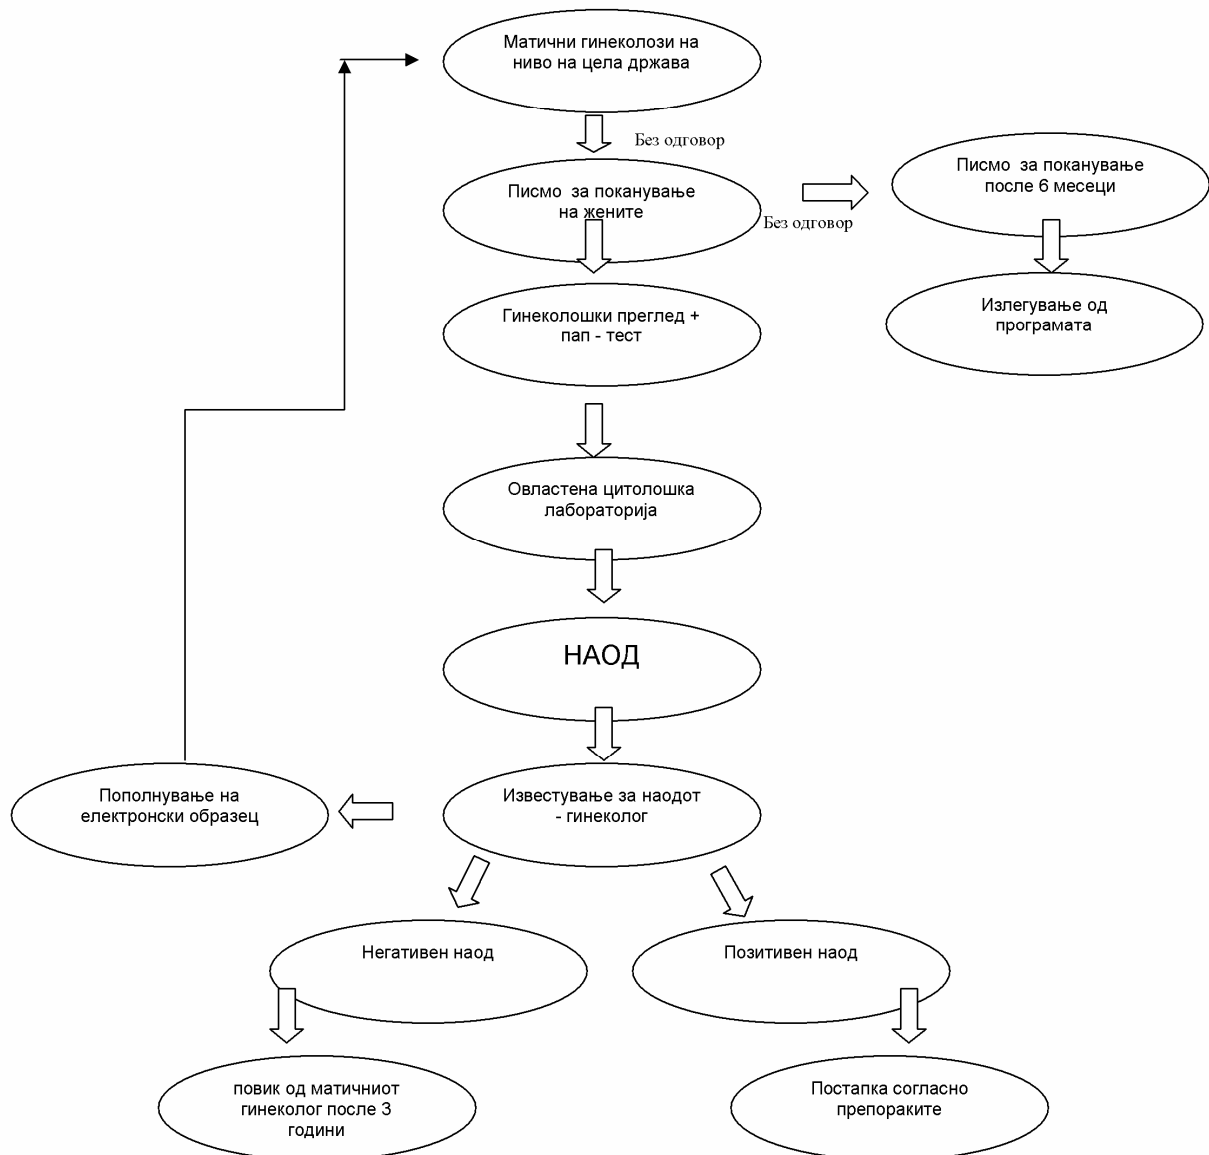 Матични гинеколози на
ниво на цела држава
Без одговор
Писмо за поканување
на жените
Без одговор
Писмо за поканување
после 6 месеци
Излегување од
програмата
Гинеколошки преглед +
пап - тест
Овластена цитолошка
лабораторија
НАОД
Известување за наодот
- гинеколог
Пополнување на
електронски образец
Негативен наод
Позитивен наод
повик од матичниот
гинеколог после 3
години
Постапка согласно
препораките